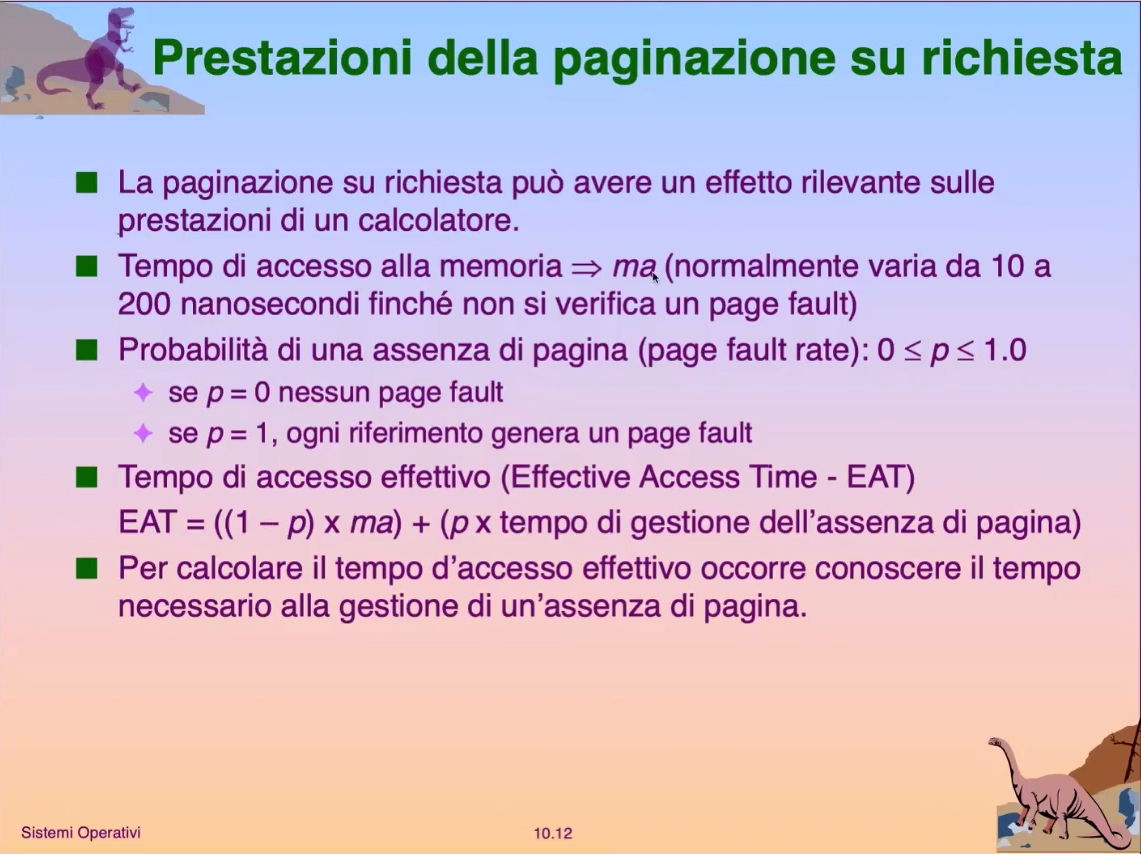 Prestazioni della paginazione su richiesta
La paginazione su richiesta può avere un effetto rilevante sulle
prestazioni di un calcolatore.
Tempo di accesso alla memoria ⇒ ma (normalmente varia da 10 a
200 nanosecondi finché non si verifica un page fault)
Probabilità di una assenza di pagina (page fault rate): 0 ≤ p ≤ 1.0
se p = 0 nessun page fault
se p = 1, ogni riferimento genera un page fault
Tempo di accesso effettivo (Effective Access Time - EAT)
EAT = ((1 – p) x ma) + (p x tempo di gestione dell’assenza di pagina)
Per calcolare il tempo d’accesso effettivo occorre conoscere il tempo
necessario alla gestione di un’assenza di pagina.
Sistemi Operativi
10.12